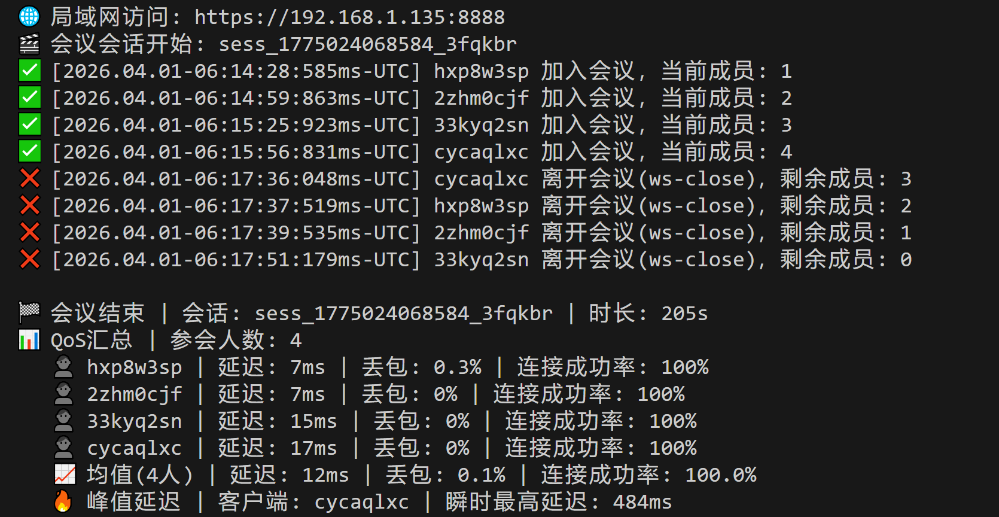 🌐 局域网访问: https://192.168.1.135:8888
🎬 会议会话开始: sess_1775024068584_3fqkbr
✅ [2026.04.01-06:14:28:585ms-UTC] hxp8w3sp 加入会议, 当前成员: 1
✅ [2026.04.01-06:14:59:863ms-UTC] 2zhm0cjf 加入会议, 当前成员: 2
✅ [2026.04.01-06:15:25:923ms-UTC] 33kyq2sn 加入会议, 当前成员: 3
✅ [2026.04.01-06:15:56:831ms-UTC] cycaqlxc 加入会议, 当前成员: 4
❌ [2026.04.01-06:17:36:048ms-UTC] cycaqlxc 离开会议(ws-close), 剩余成员: 3
❌ [2026.04.01-06:17:37:519ms-UTC] hxp8w3sp 离开会议(ws-close), 剩余成员: 2
❌ [2026.04.01-06:17:39:535ms-UTC] 2zhm0cjf 离开会议(ws-close), 剩余成员: 1
❌ [2026.04.01-06:17:51:179ms-UTC] 33kyq2sn 离开会议(ws-close), 剩余成员: 0
🏁 会议结束 | 会话: sess_1775024068584_3fqkbr | 时长: 205s
📊 QoS汇总 | 参会人数: 4
👤 hxp8w3sp | 延迟: 7ms | 丢包: 0.3% | 连接成功率: 100%
👤 2zhm0cjf | 延迟: 7ms | 丢包: 0% | 连接成功率: 100%
👤 33kyq2sn | 延迟: 15ms | 丢包: 0% | 连接成功率: 100%
👤 cycaqlxc | 延迟: 17ms | 丢包: 0% | 连接成功率: 100%
📈 均值(4人) | 延迟: 12ms | 丢包: 0.1% | 连接成功率: 100.0%
🔥 峰值延迟 | 客户端: cycaqlxc | 瞬时最高延迟: 484ms